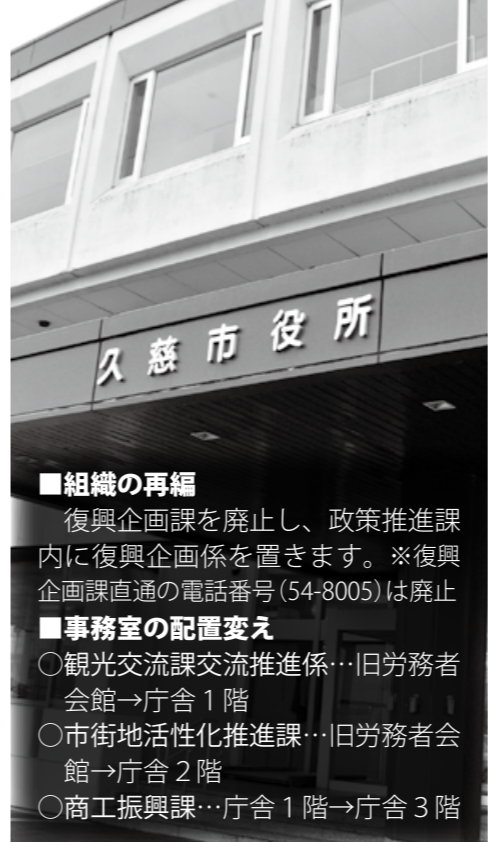 久慈市役所
■組織の再編
復興企画課を廃止し、政策推進課
内に復興企画係を置きます。※復興
企画課直通の電話番号(54-8005)は廃止
■事務室の配置変え
○観光交流課交流推進係…旧労務者
会館→庁舎1階
○市街地活性化推進課…旧労務者会
館→庁舎2階
○商工振興課…庁舎1階→庁舎3階